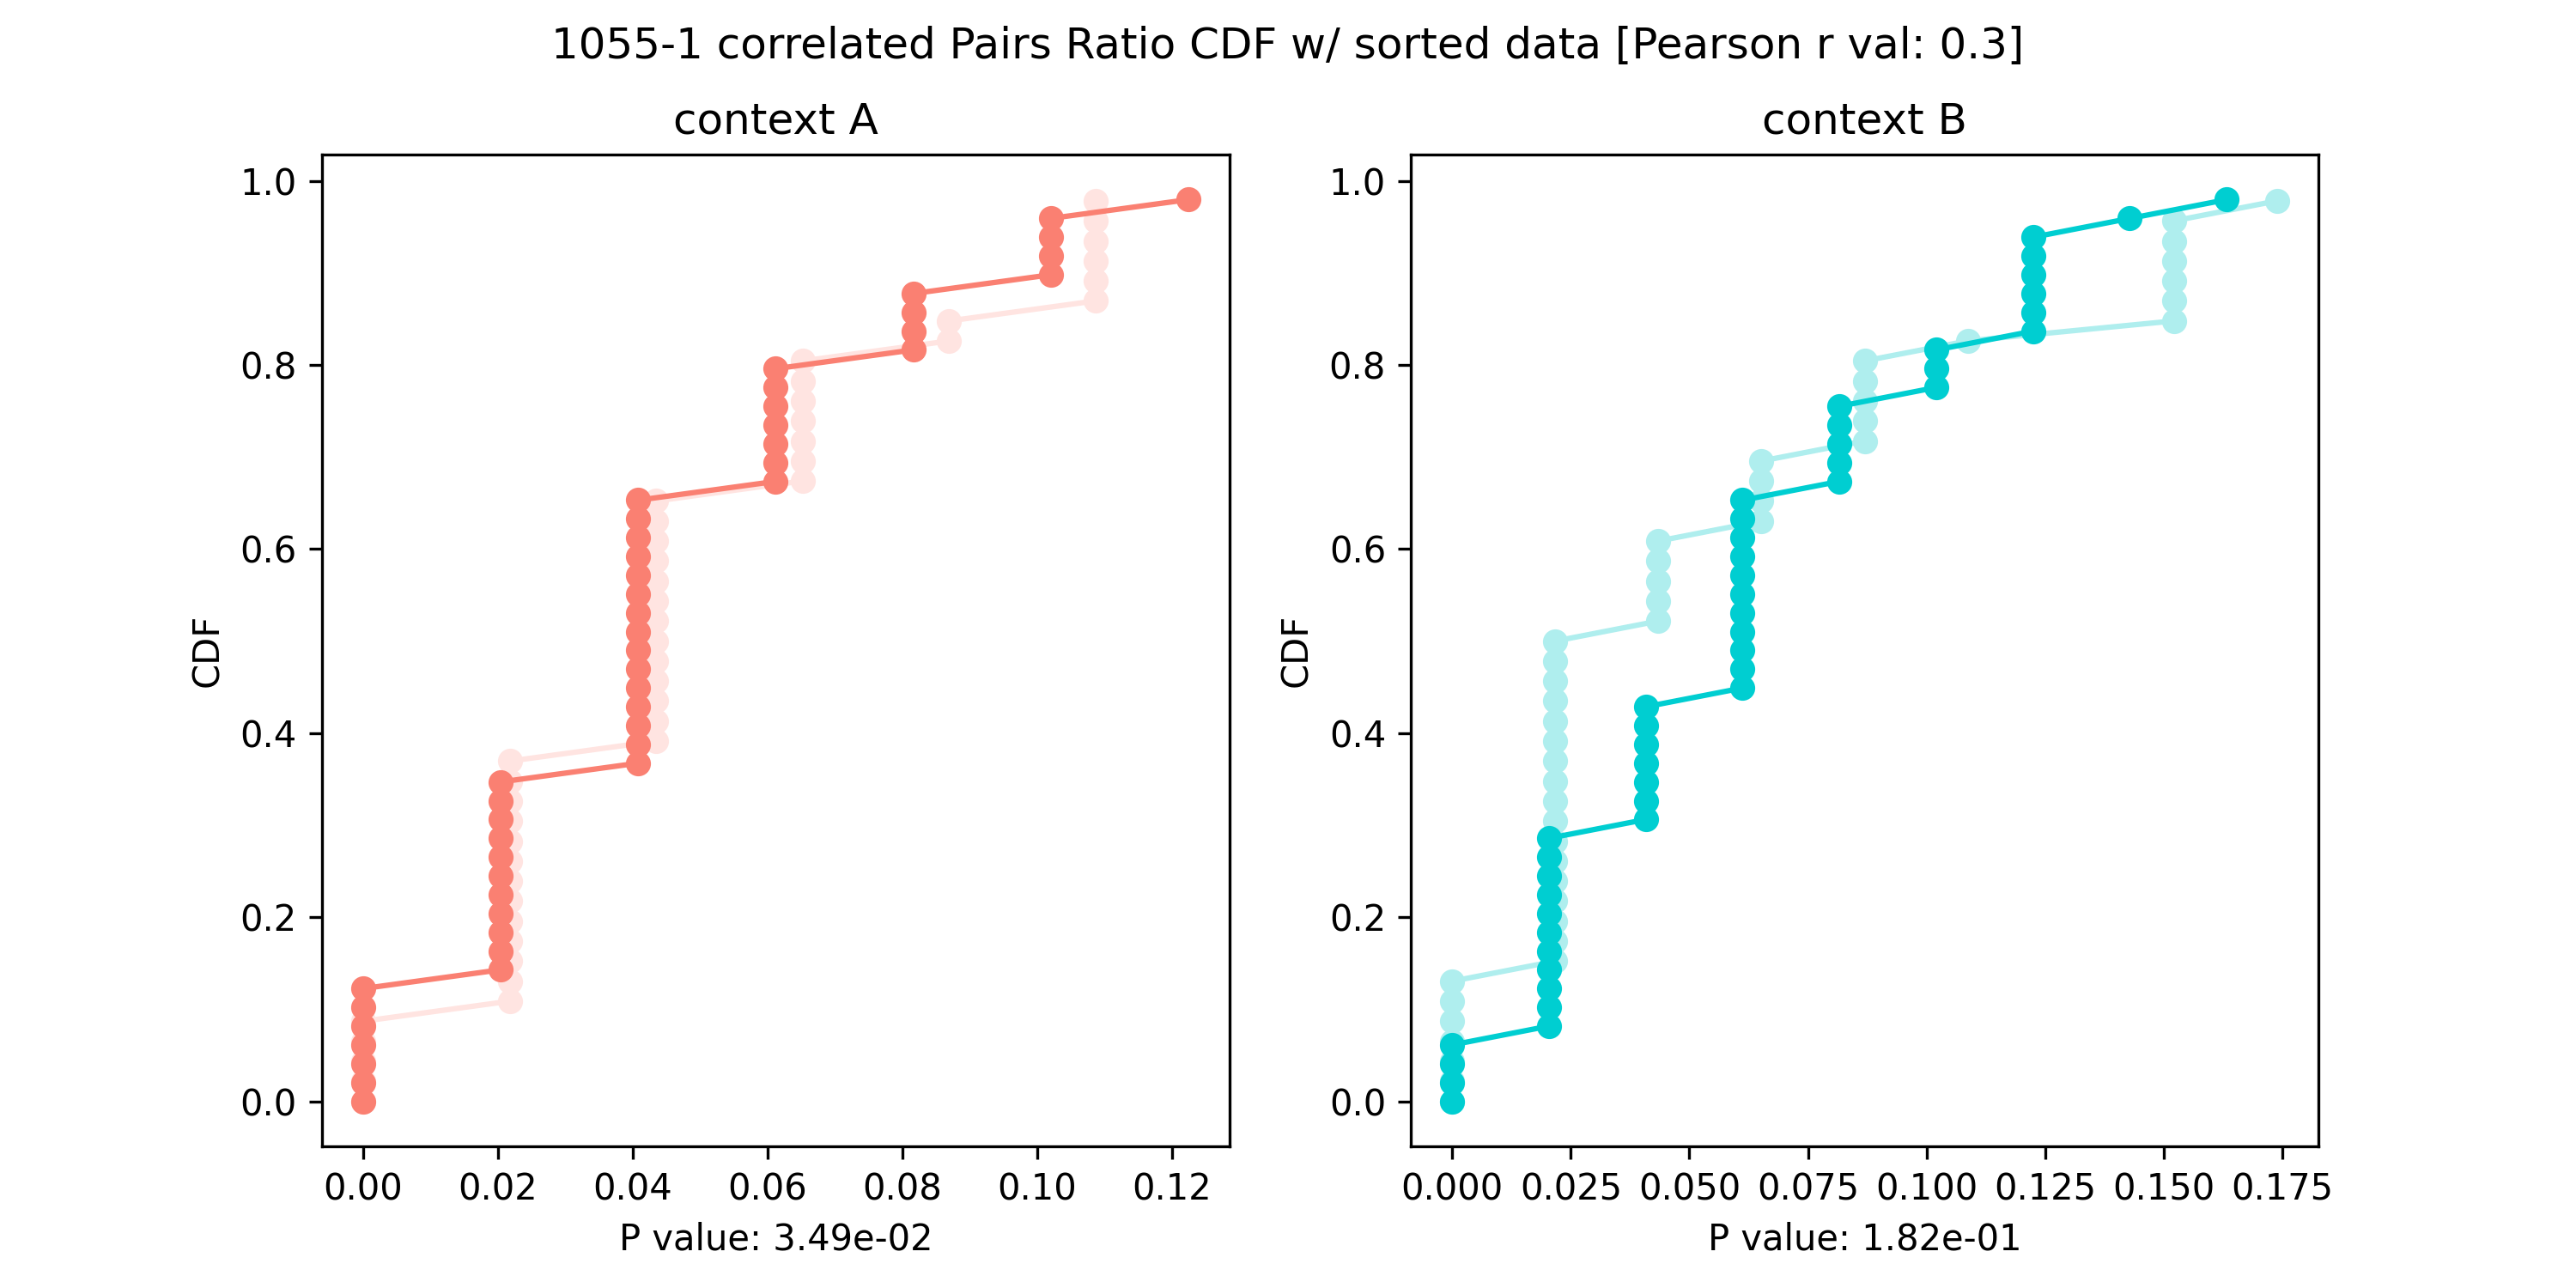 1055-1 correlated Pairs Ratio CDF w/ sorted data [Pearson r val: 0.3]
context A
1.0
0.8
0.6
0.4
0.2
0.0
CDF
0.00 0.02 0.04 0.06 0.08 0.10 0.12
P value: 3.49e-02
context B
1.0
0.8
0.6
0.4
0.2
0.0
CDF
0.000 0.025 0.050 0.075 0.100 0.125 0.150 0.175
P value: 1.82e-01